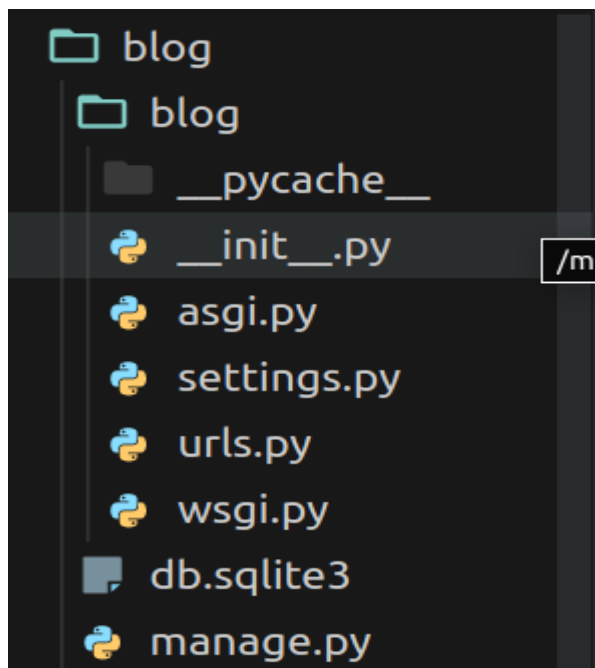 blog
blog
__pycache__
__init__.py
/m
asgi.py
settings.py
urls.py
wsgi.py
db.sqlite3
manage.py